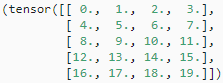 (tensor([[ 0.,  1.,  2.,  3.],
[ 4.,  5.,  6.,  7.],
[ 8.,  9., 10., 11.],
[12., 13., 14., 15.],
[16., 17., 18., 19.]])